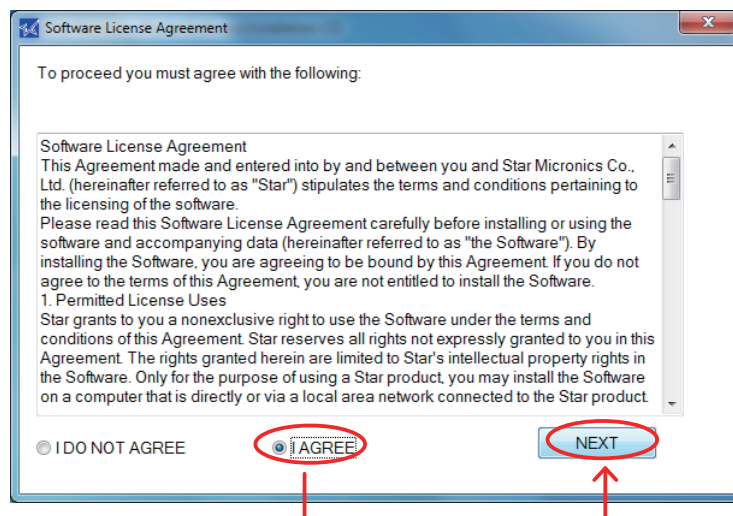 Software License Agreement
To proceed you must agree with the following:
Software License Agreement
This Agreement made and entered into by and between you and Star Micronics Co.,
Ltd. (hereinafter referred to as "Star") stipulates the terms and conditions pertaining to
the licensing of the software.
Please read this Software License Agreement carefully before installing or using the
software and accompanying data (hereinafter referred to as "the Software"). By
installing the Software, you are agreeing to be bound by this Agreement. If you do not
agree to the terms of this Agreement, you are not entitled to install the Software.
1. Permitted License Uses
Star grants to you a nonexclusive right to use the Software under the terms and
conditions of this Agreement. Star reserves all rights not expressly granted to you in this
Agreement. The rights granted herein are limited to Star's intellectual property rights in
the Software. Only for the purpose of using a Star product, you may install the Software
on a computer that is directly or via a local area network connected to the Star product.
I DO NOT AGREE
I AGREE
NEXT